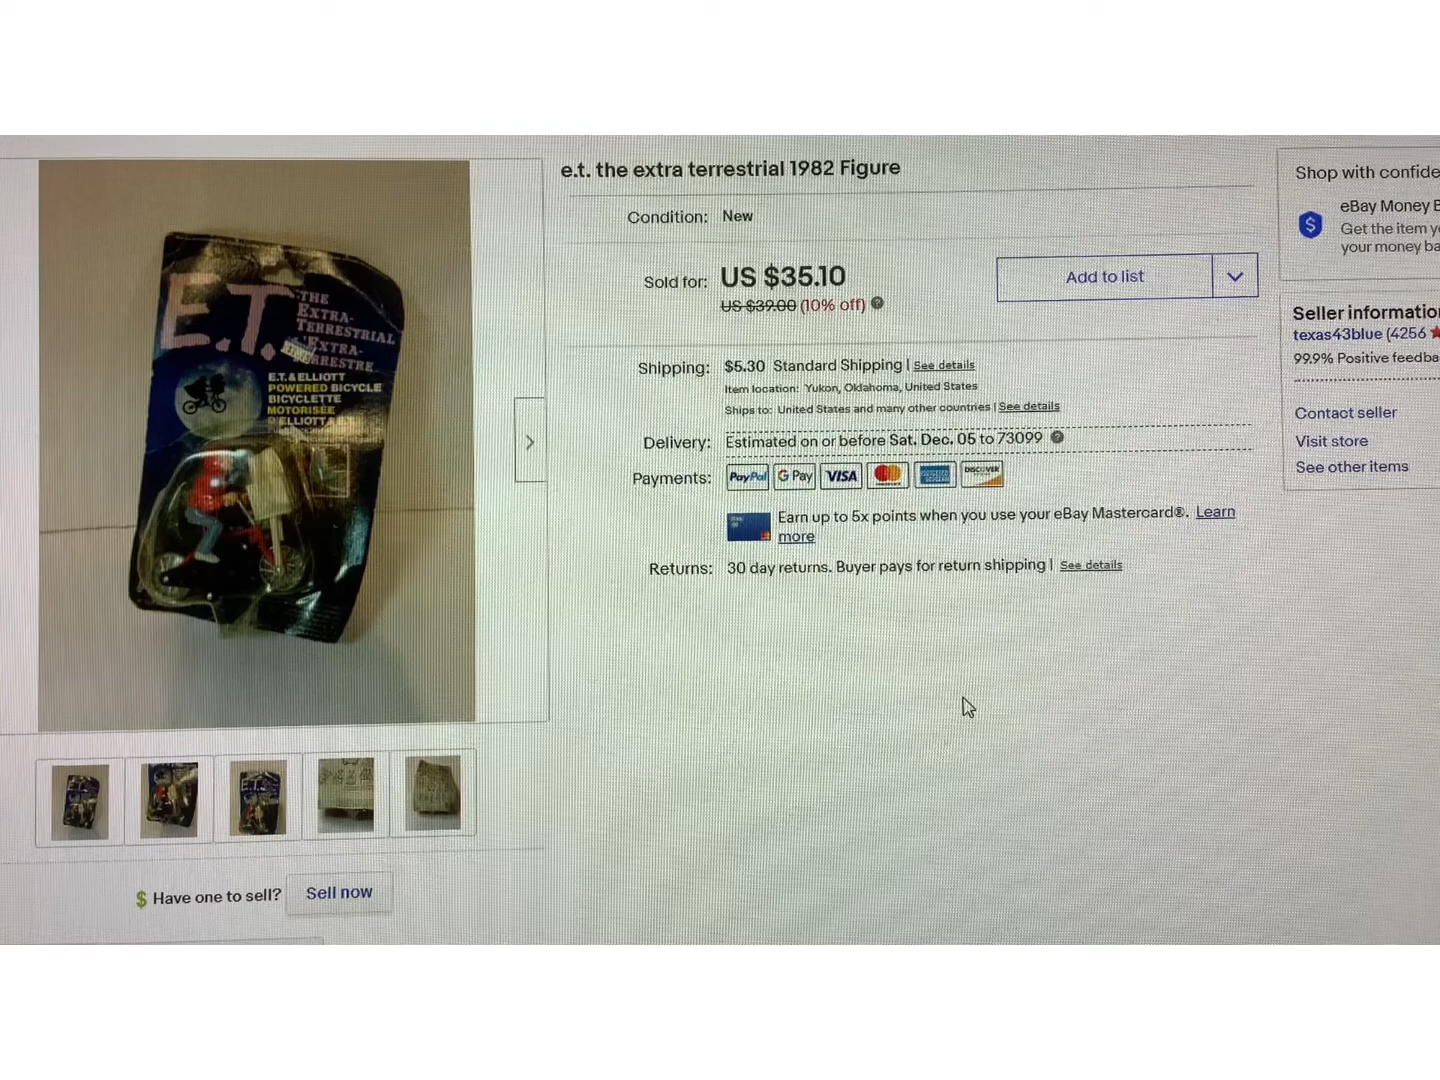 E.T. THE
EXTRA-
TERRESTRIAL
EXTRA-
E.T. & ELLIOTT
POWERED BICYCLE
BICYCLETTE
MOTORISÉE
e.t. the extra terrestrial 1982 Figure
Condition: New
Sold for: US $35.10
US $39.00 (10% off)
Add to list
Shipping: $5.30 Standard Shipping | See details
Item location: Yukon, Oklahoma, United States
Ships to: United States and many other countries | See details
Delivery: Estimated on or before Sat. Dec. 05 to 73099
Payments: PayPal G Pay VISA DISCOVER
Earn up to 5x points when you use your eBay Mastercard®. Learn
more
Returns: 30 day returns. Buyer pays for return shipping | See details
Shop with confide
eBay Money B
Get the item y
your money ba
Seller informatio
texas43blue (4256
99.9% Positive feedba
Contact seller
Visit store
See other items
$ Have one to sell? Sell now